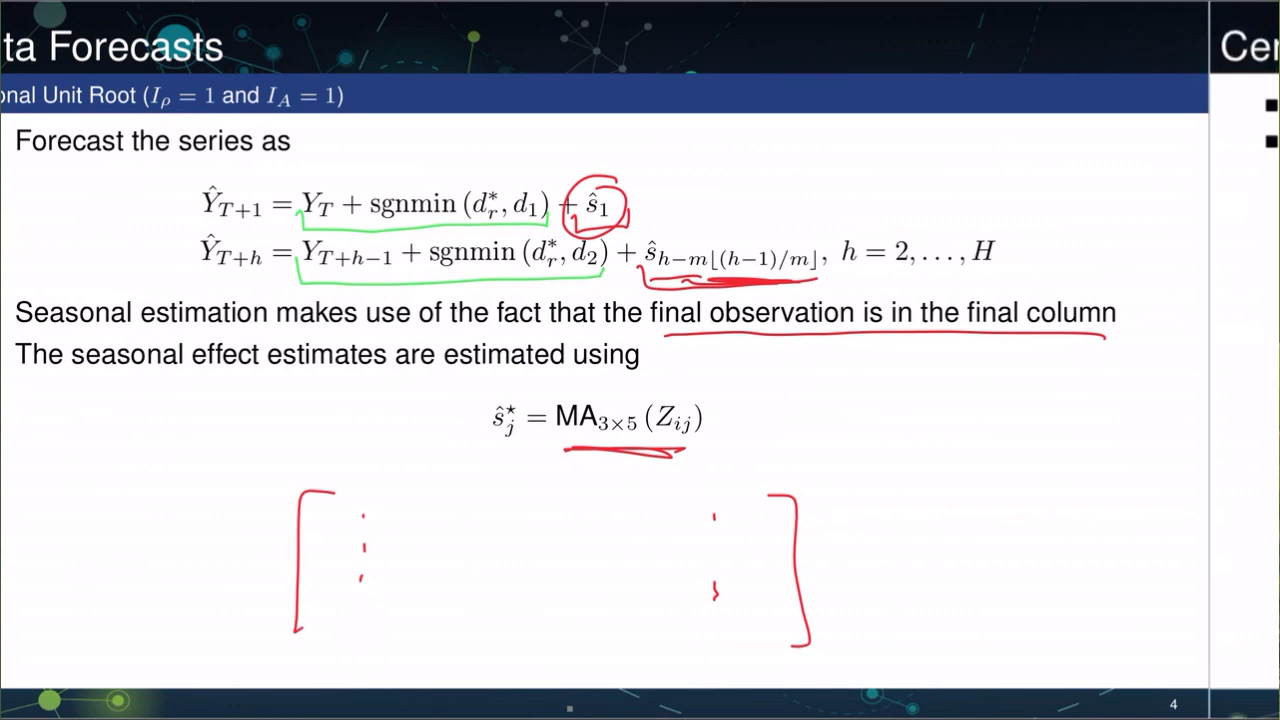 ta Forecasts
Cer
onal Unit Root (I_ρ = 1 and I_A = 1)
Forecast the series as
Ŷ_{T+1} = Y_T + sgnmin (d_r^*, d_1) + ŝ_1
Ŷ_{T+h} = Y_{T+h−1} + sgnmin (d_r^*, d_2) + ŝ_{h−m⌊(h−1)/m⌋}, h = 2, . . . , H
Seasonal estimation makes use of the fact that the final observation is in the final column
The seasonal effect estimates are estimated using
ŝ_j^⋆ = MA_{3×5} (Z_{ij})
4